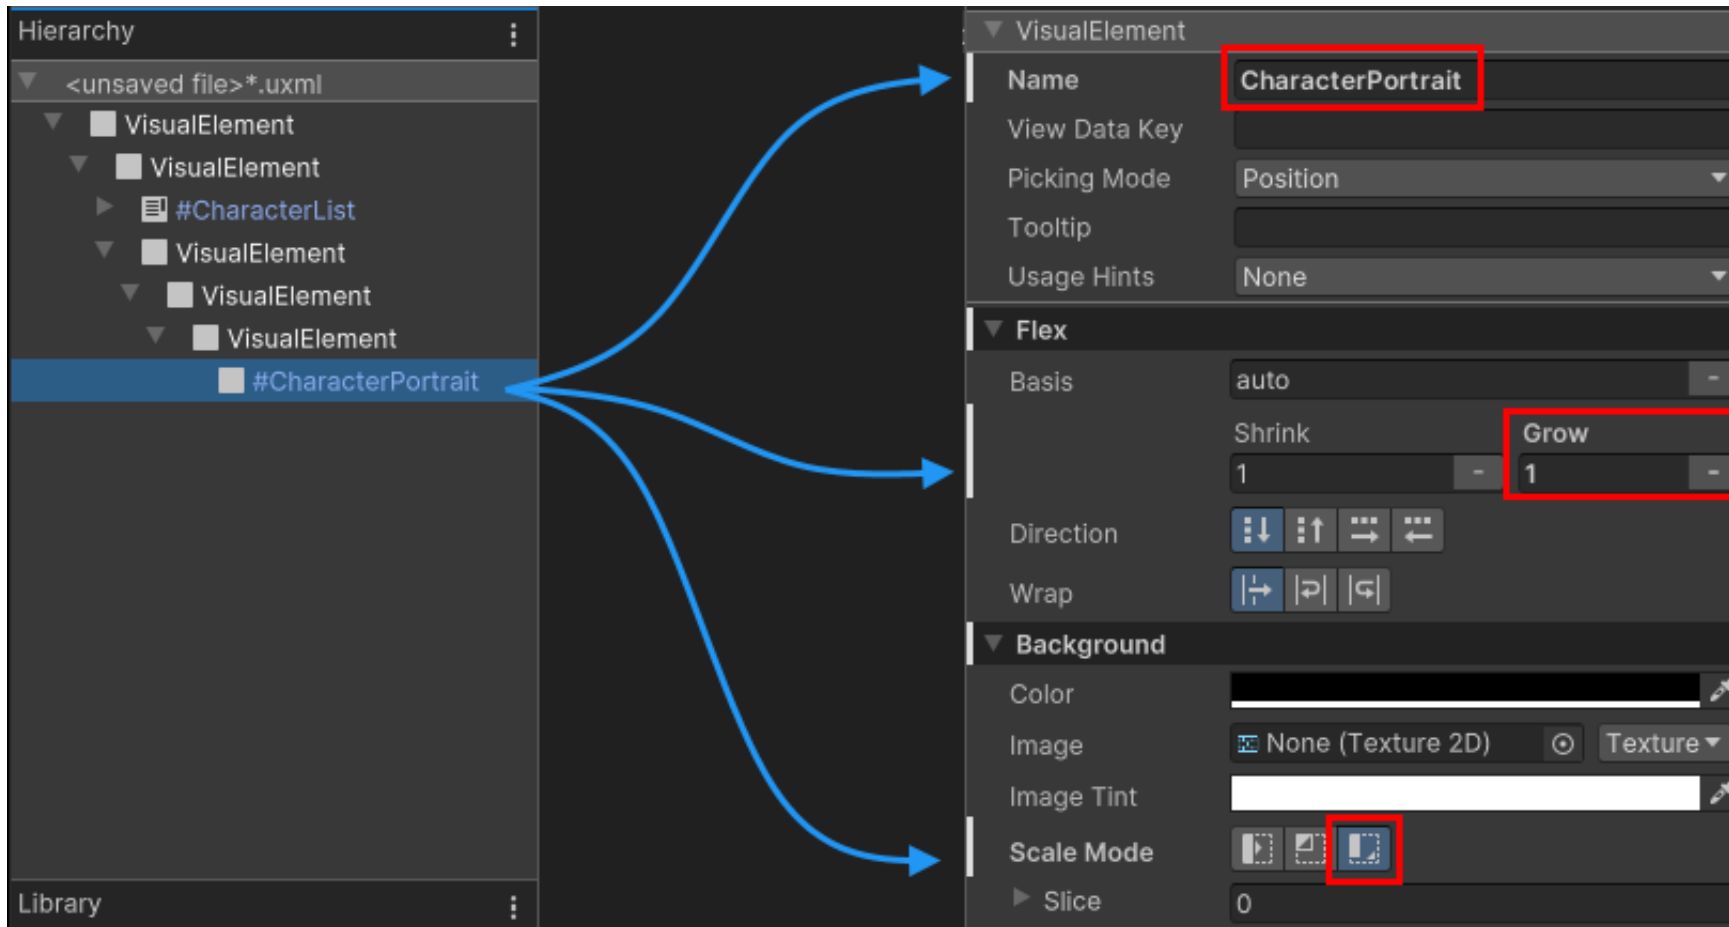 Hierarchy
<unsaved file>*.uxml
VisualElement
VisualElement
#CharacterList
VisualElement
VisualElement
VisualElement
#CharacterPortrait
Library
VisualElement
Name CharacterPortrait
View Data Key
Picking Mode Position
Tooltip
Usage Hints None
Flex
Basis auto -
Shrink Grow
1 - 1 -
Direction
Wrap
Background
Color
Image None (Texture 2D) Texture
Image Tint
Scale Mode
Slice 0